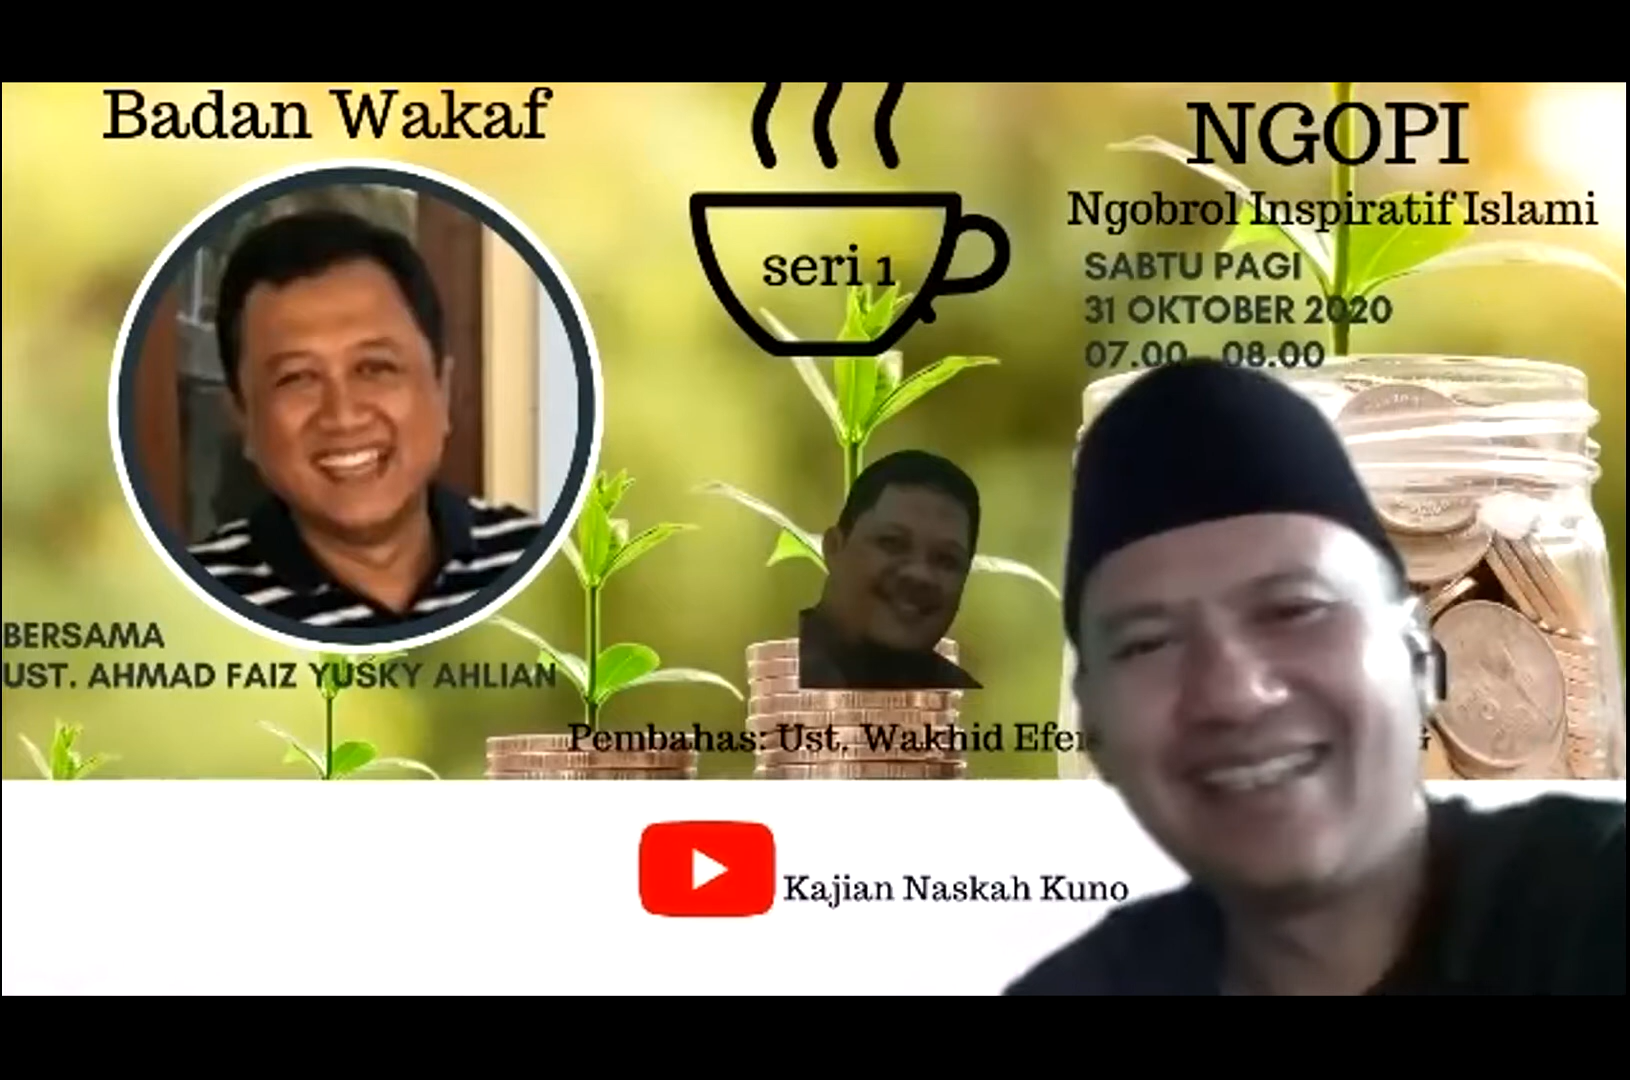 Badan Wakaf
NGOPI
Ngobrol Inspiratif Islami
SABTU PAGI
31 OKTOBER 2020
07.00 - 08.00
seri 1
BERSAMA
UST. AHMAD FAIZ YUSKY AHLIAN
Pembahas: Ust. Wakhid
Kajian Naskah Kuno